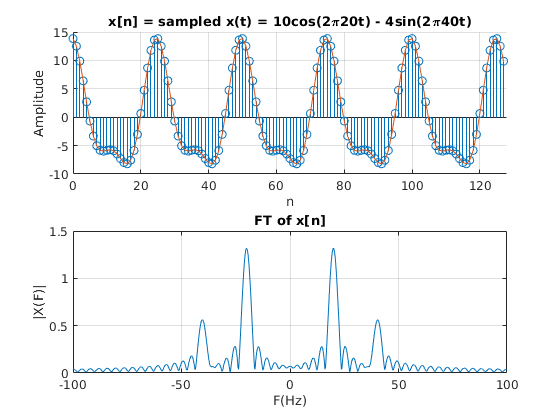 x[n] = sampled x(t) = 10cos(2π20t) - 4sin(2π40t)
15
10
5
0
-5
-10
Amplitude
0 20 40 60 80 100 120
n
FT of x[n]
1.5
1
0.5
0
|X(F)|
-100 -50 0 50 100
F(Hz)